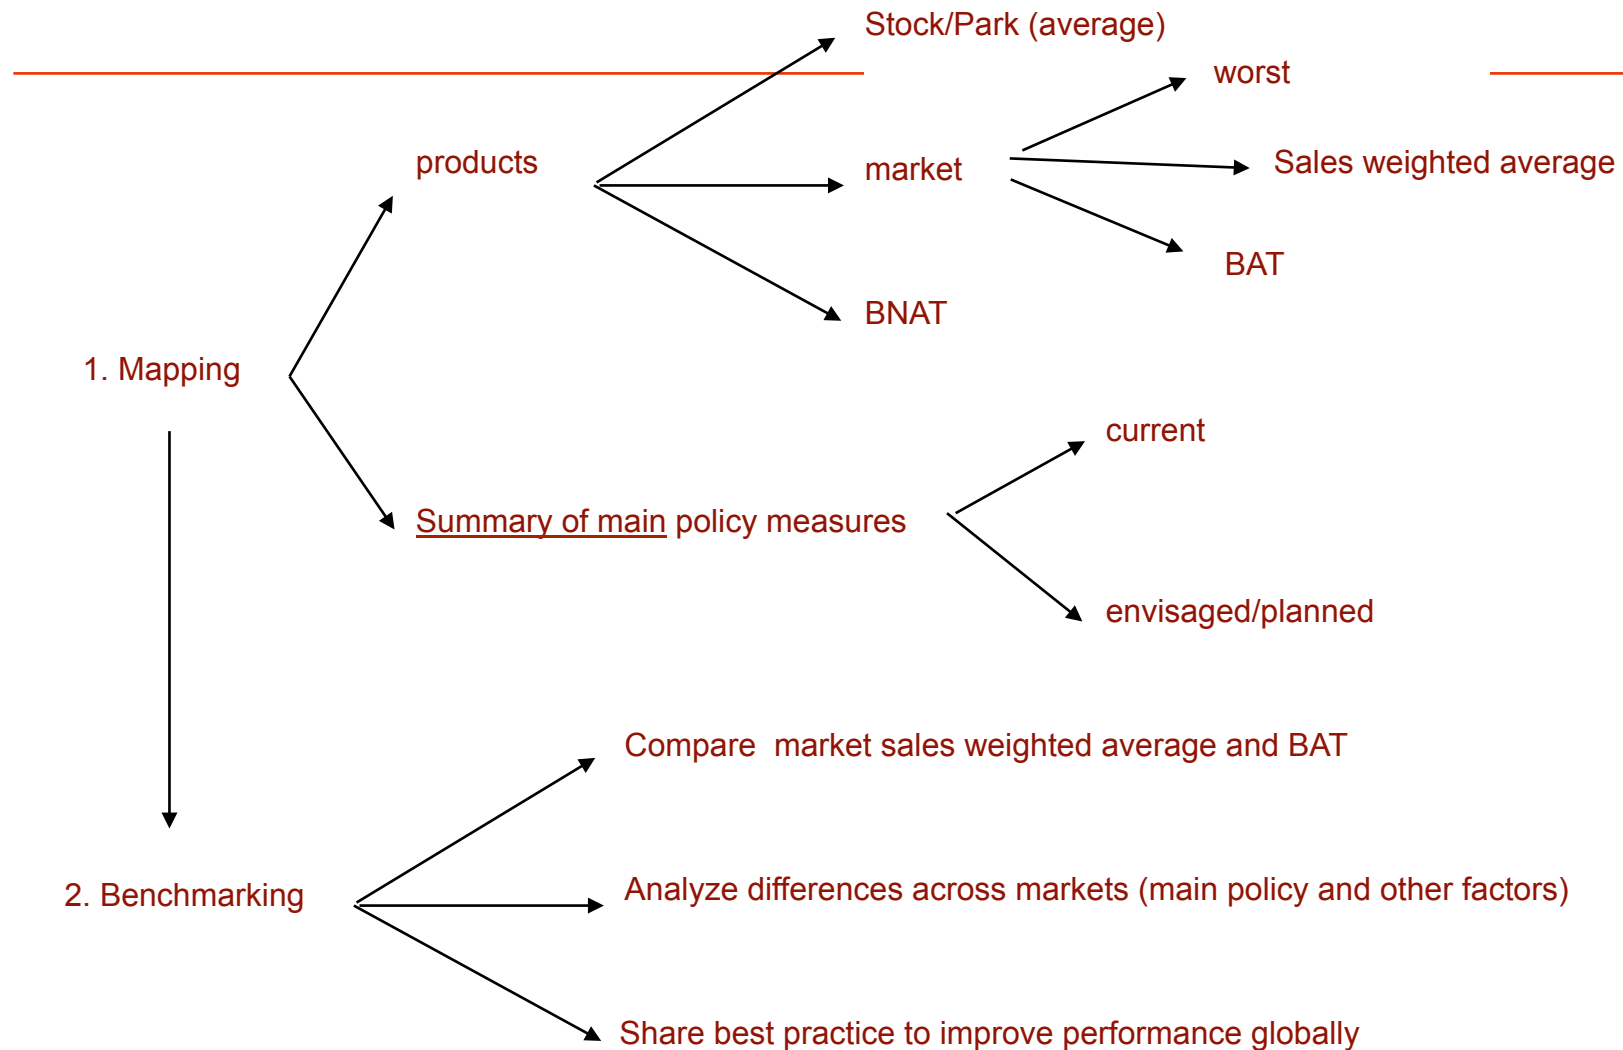 Stock/Park (average)
worst
products
market
Sales weighted average
BAT
BNAT
1. Mapping
current
Summary of main policy measures
envisaged/planned
Compare  market sales weighted average and BAT
2. Benchmarking
Analyze differences across markets (main policy and other factors)
Share best practice to improve performance globally